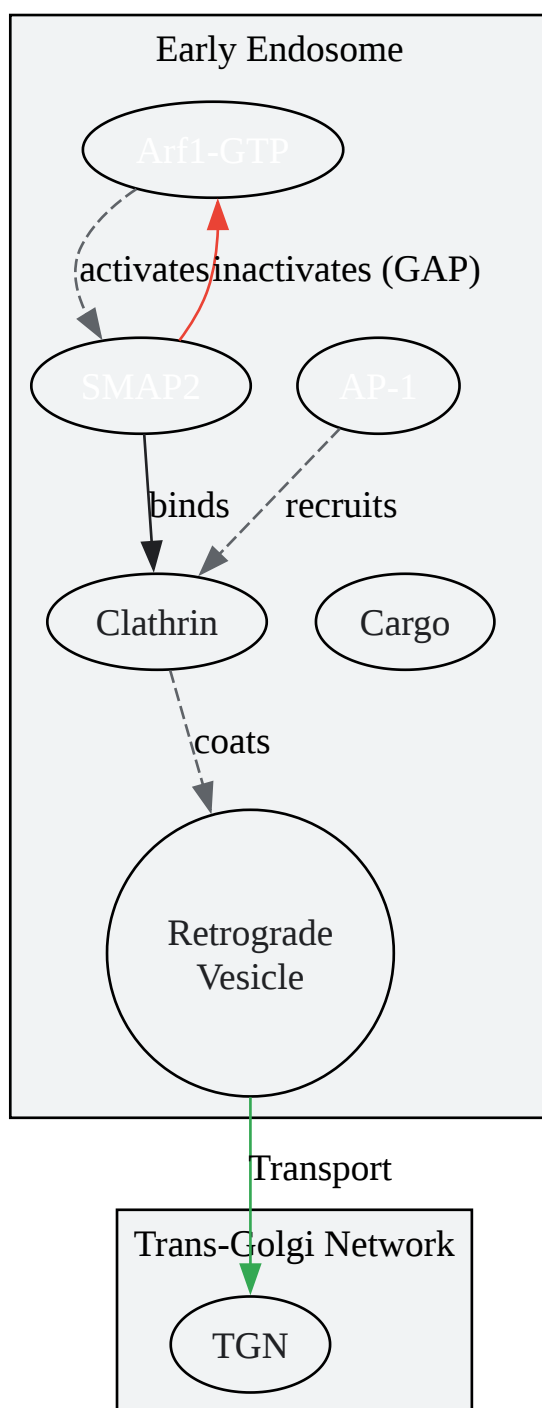 Early Endosome
Arf1-GTP
activates
inactivates (GAP)
SMAP2
AP-1
binds
recruits
Clathrin
Cargo
coats
Retrograde
Vesicle
Transport
Trans-Golgi Network
TGN